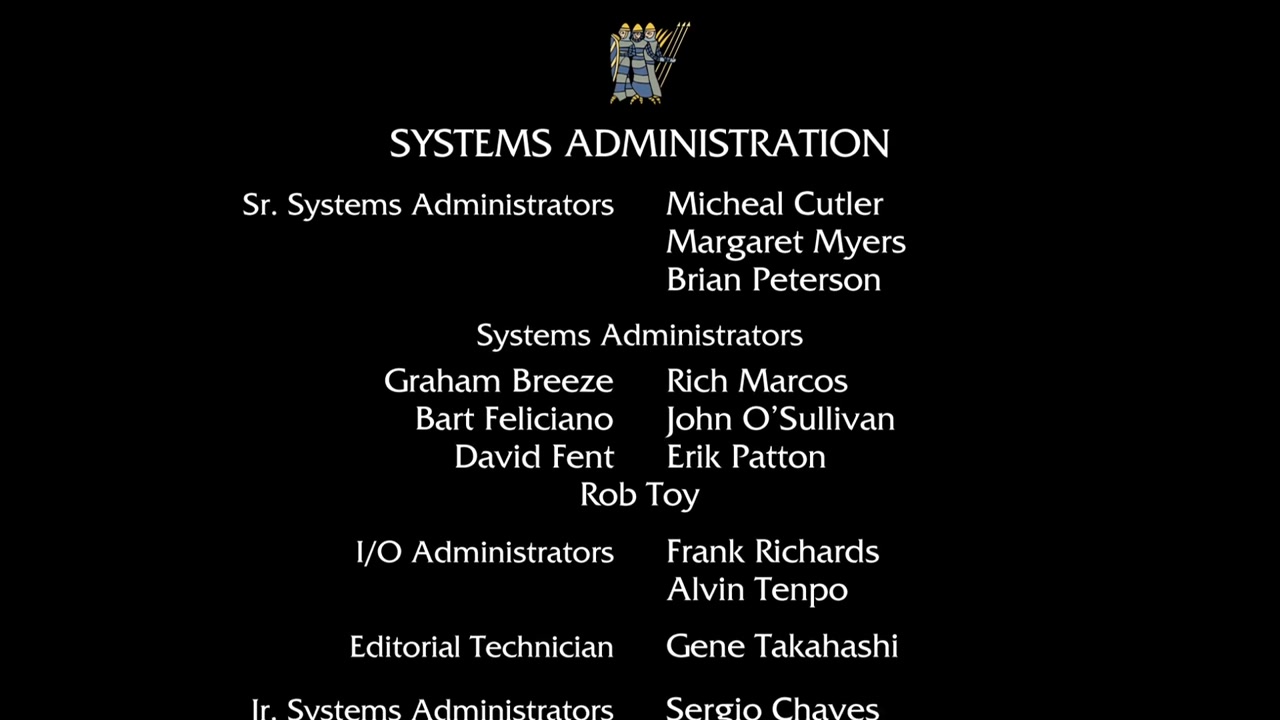 SYSTEMS ADMINISTRATION
Sr. Systems Administrators Micheal Cutler
Margaret Myers
Brian Peterson
Systems Administrators
Graham Breeze Rich Marcos
Bart Feliciano John O’Sullivan
David Fent Erik Patton
Rob Toy
I/O Administrators Frank Richards
Alvin Tenpo
Editorial Technician Gene Takahashi
Jr. Systems Administrators Sergio Chaves